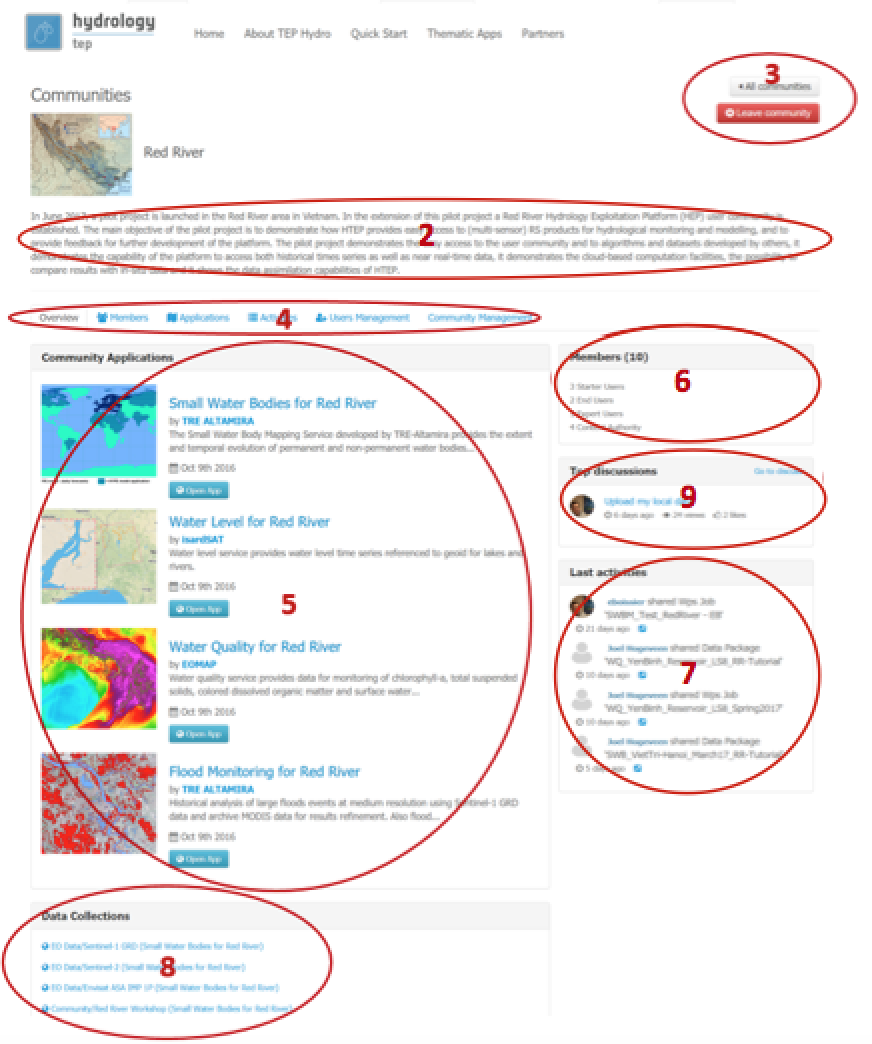 hydrology
tep
Home About TEP Hydro Quick Start Thematic Apps Partners
3
All communities
Leave community
Communities
Red River
In June 2017, a pilot project is launched in the Red River area in Vietnam. In the extension of this pilot project a Red River Hydrology Exploitation Platform (HEP) user community is
established. The main objective of the pilot project is to demonstrate how HTEP provides easy access to (multi-sensor) RS products for hydrological monitoring and modelling, and to
2
provide feedback for further development of the platform. The pilot project demonstrates the access to the user community and to algorithms and datasets developed by others, it
demonstrates the capability of the platform to access both historical times series as well as near real-time data, it demonstrates the cloud-based computation facilities, the possibility to
compare results with in-situ data and it shows the data assimilation capabilities of HTEP.
Overview Members Applications Users Management Community Management
4
Community Applications
Small Water Bodies for Red River
by TRE ALTAMIRA
The Small Water Body Mapping Service developed by TRE-Altamira provides the extent
and temporal evolution of permanent and non-permanent water bodies...
Oct 9th 2016
Open App
Water Level for Red River
by isardSAT
Water level service provides water level time series referenced to geoid for lakes and
rivers.
Oct 9th 2016
Open App
5
Water Quality for Red River
by EOMAP
Water quality service provides data for monitoring of chlorophyll-a, total suspended
solids, colored dissolved organic matter and surface water...
Oct 9th 2016
Open App
Flood Monitoring for Red River
by TRE ALTAMIRA
Historical analysis of large floods events at medium resolution using Sentinel-1 GRD
data and archive MODIS data for results refinement. Also flood...
Oct 9th 2016
Open App
Members (10)
6
3 Starter Users
2 End Users
Expert Users
4 Content Authority
Top discussions
Go to
9
Upload my local
6 days ago 24 views 2 likes
Last activities
shared Wps Job
'SWBM_Test_RedRiver - EB'
21 days ago
Joel Hogeveen shared Data Package
'WQ_YenBinh_Reservoir_LS8_RR-Tutorial'
10 days ago
7
Joel Hogeveen shared Wps Job
'WQ_YenBinh_Reservoir_LS8_Spring2017'
10 days ago
Joel Hogeveen shared Data Package
'SWB_VietTri-Hanoi_March17_RR-Tutorial'
5 days ago
Data Collections
EO Data/Sentinel-1 GRD (Small Water Bodies for Red River)
EO Data/Sentinel-2 (Small Water Bodies for Red River)
8
EO Data/Envisat ASA IMP 1P (Small Water Bodies for Red River)
Community/Red River Workshop (Small Water Bodies for Red River)